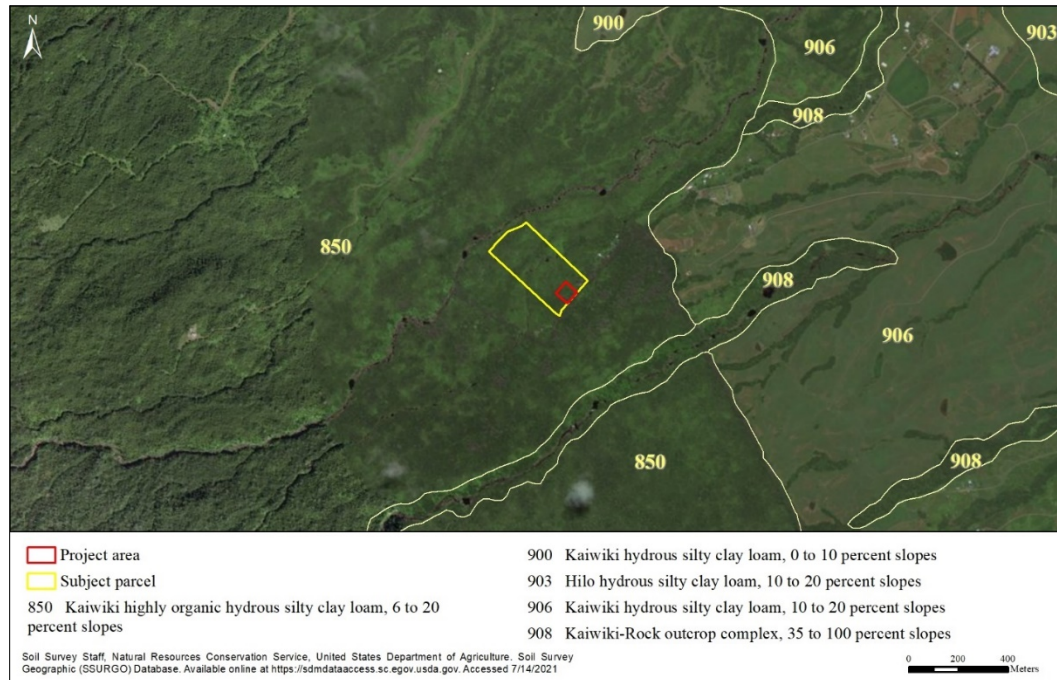 N
900
903
906
908
850
908
906
850
908
Project area
Subject parcel
850 Kaiwiki highly organic hydrous silty clay loam, 6 to 20
percent slopes
900 Kaiwiki hydrous silty clay loam, 0 to 10 percent slopes
903 Hilo hydrous silty clay loam, 10 to 20 percent slopes
906 Kaiwiki hydrous silty clay loam, 10 to 20 percent slopes
908 Kaiwiki-Rock outcrop complex, 35 to 100 percent slopes
Soil Survey Staff, Natural Resources Conservation Service, United States Department of Agriculture. Soil Survey
Geographic (SSURGO) Database. Available online at https://sdmdataaccess.sc.egov.usda.gov. Accessed 7/14/2021
0 200 400
Meters